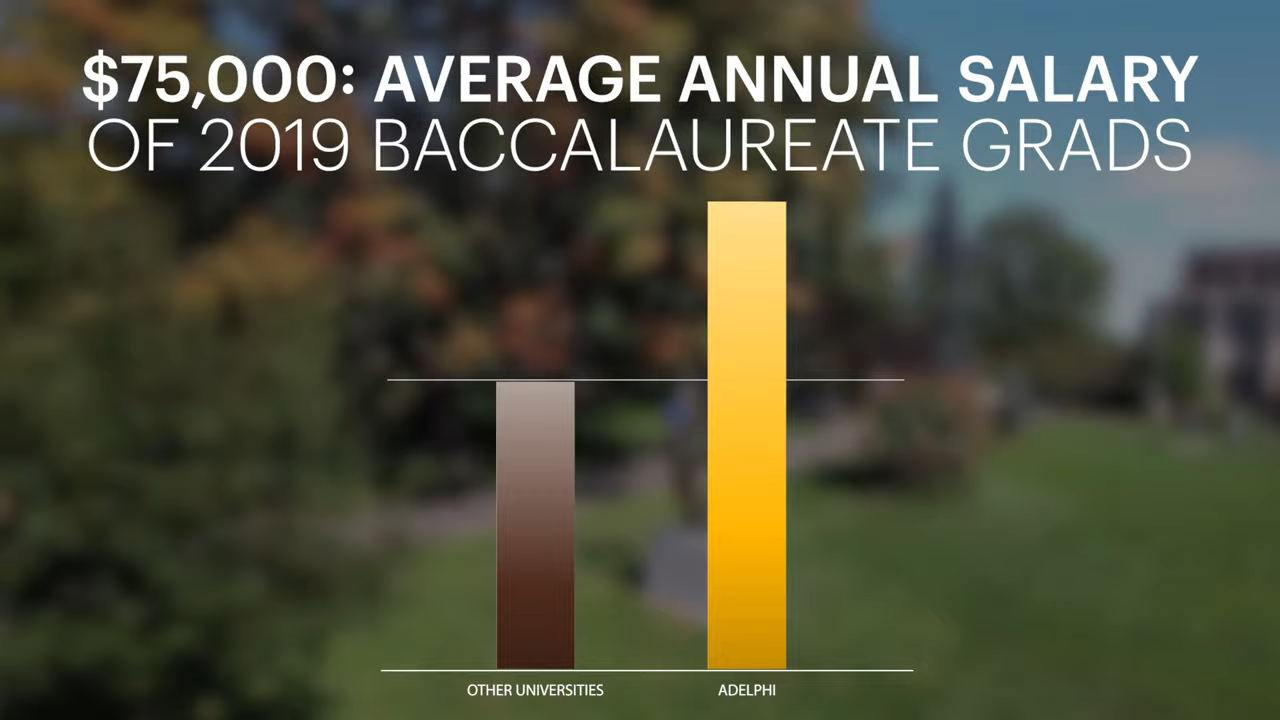 $75,000: AVERAGE ANNUAL SALARY
OF 2019 BACCALAUREATE GRADS
OTHER UNIVERSITIES
ADELPHI